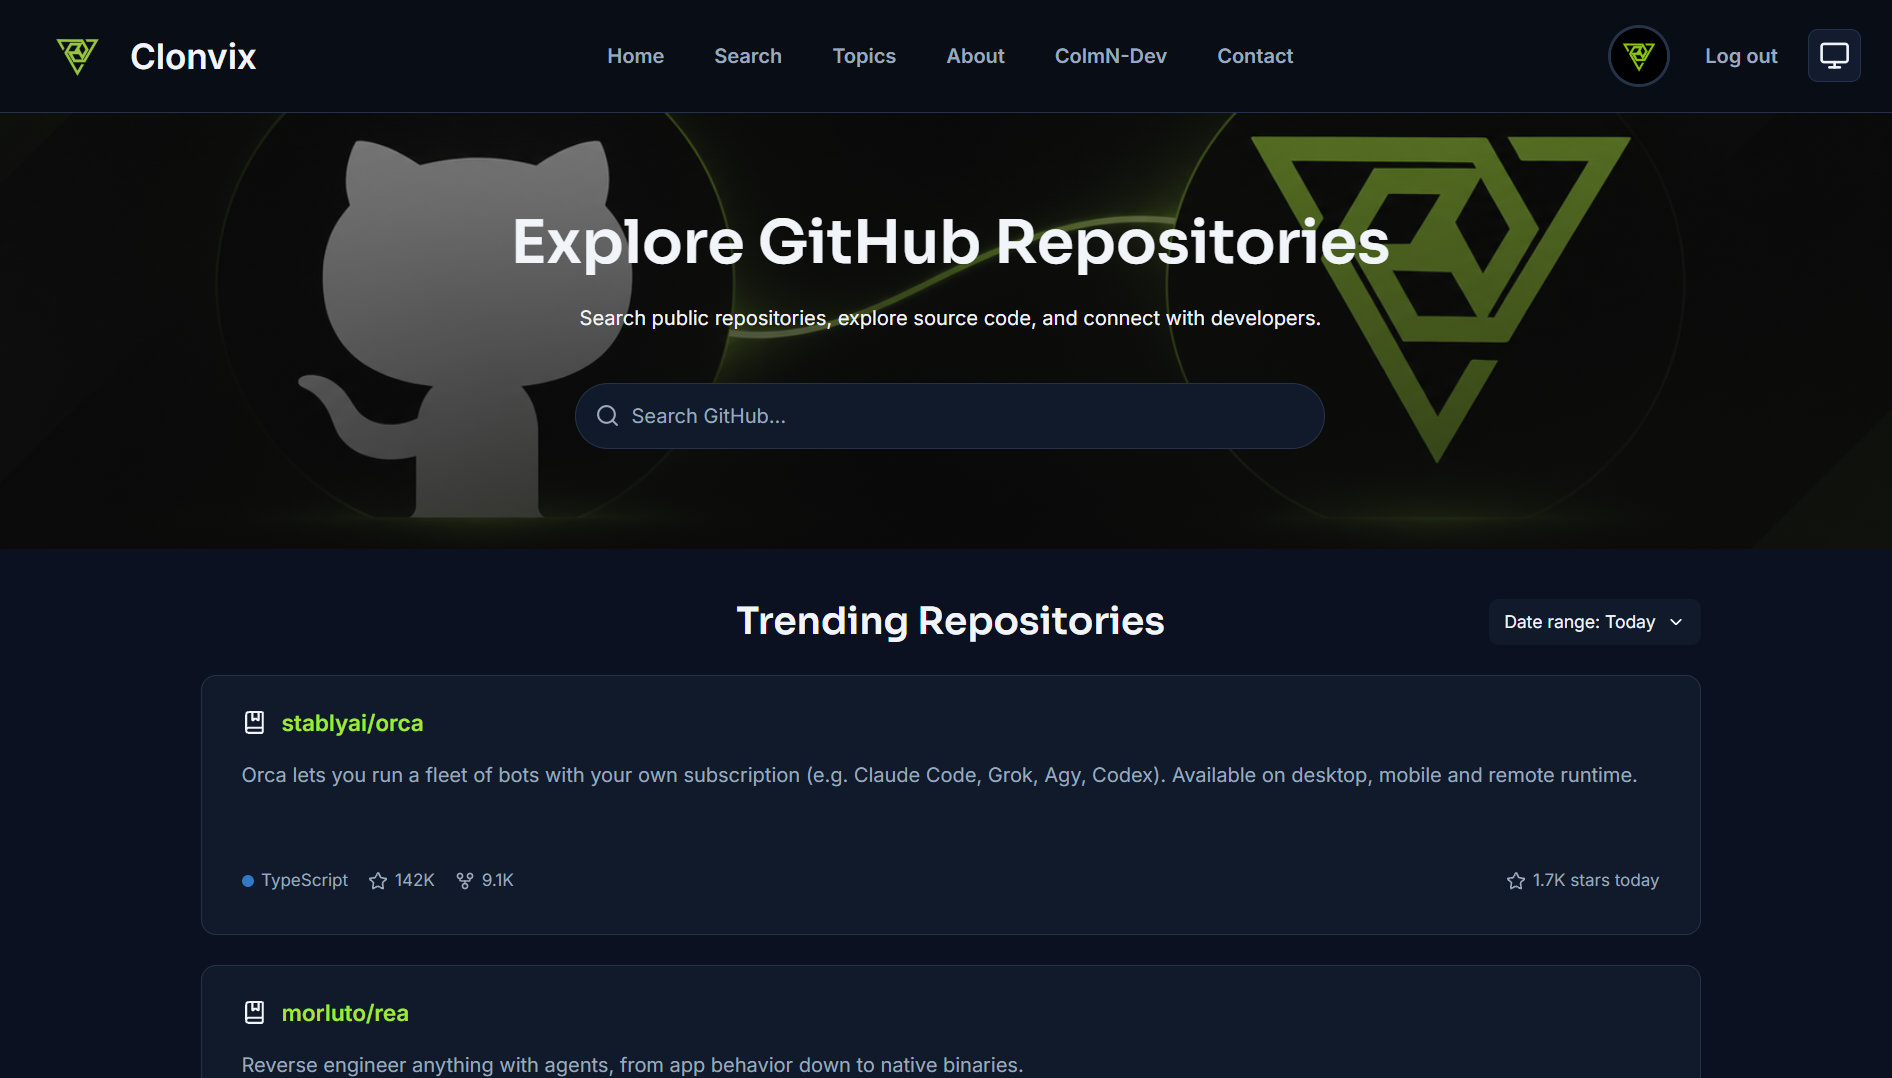 Clonvix
Home Search Topics About ColmN-Dev Contact
Log out
Explore GitHub Repositories
Search public repositories, explore source code, and connect with developers.
Search GitHub...
Trending Repositories
Date range: Today
stablyai/orca
Orca lets you run a fleet of bots with your own subscription (e.g. Claude Code, Grok, Agy, Codex). Available on desktop, mobile and remote runtime.
TypeScript 142K 9.1K 1.7K stars today
morluto/rea
Reverse engineer anything with agents, from app behavior down to native binaries.